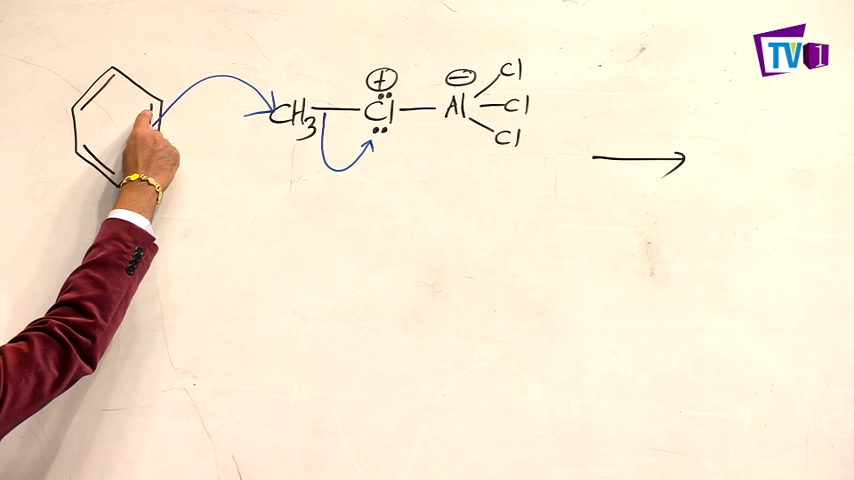 TV1
CH3 — Cl — Al
⊕
⊖
Cl
Cl
Cl